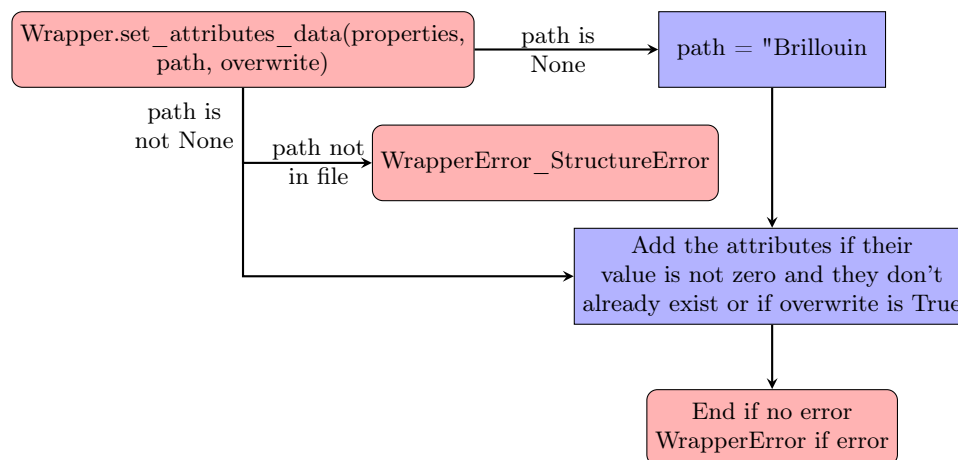 Wrapper.set_attributes_data(properties,
path, overwrite)
path is
None
path = "Brillouin
path is
not None
path not
in file
WrapperError_StructureError
Add the attributes if their
value is not zero and they don't
already exist or if overwrite is True
End if no error
WrapperError if error